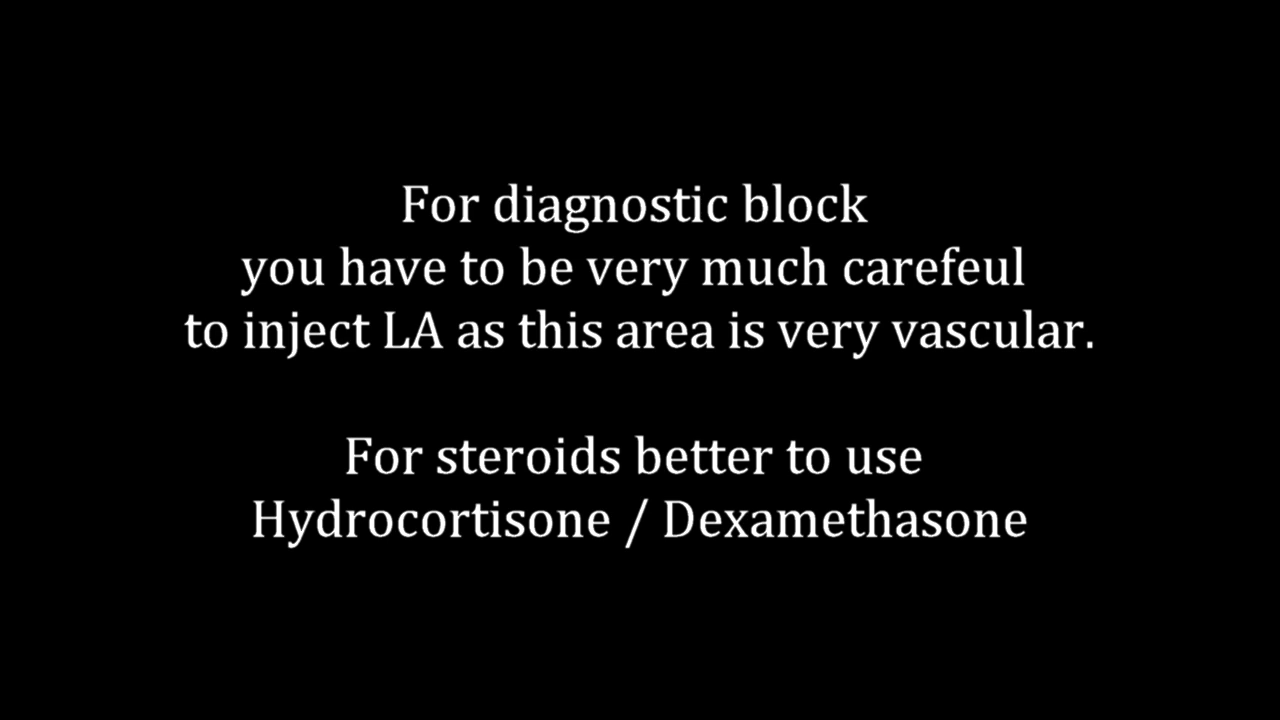 For diagnostic block
you have to be very much carefeul
to inject LA as this area is very vascular.
For steroids better to use
Hydrocortisone / Dexamethasone